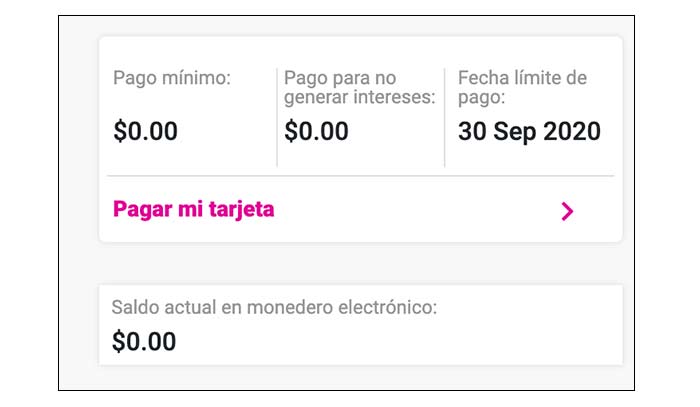 Pago mínimo:
$0.00
Pago para no
generar intereses:
$0.00
Fecha límite de
pago:
30 Sep 2020
Pagar mi tarjeta
Saldo actual en monedero electrónico:
$0.00